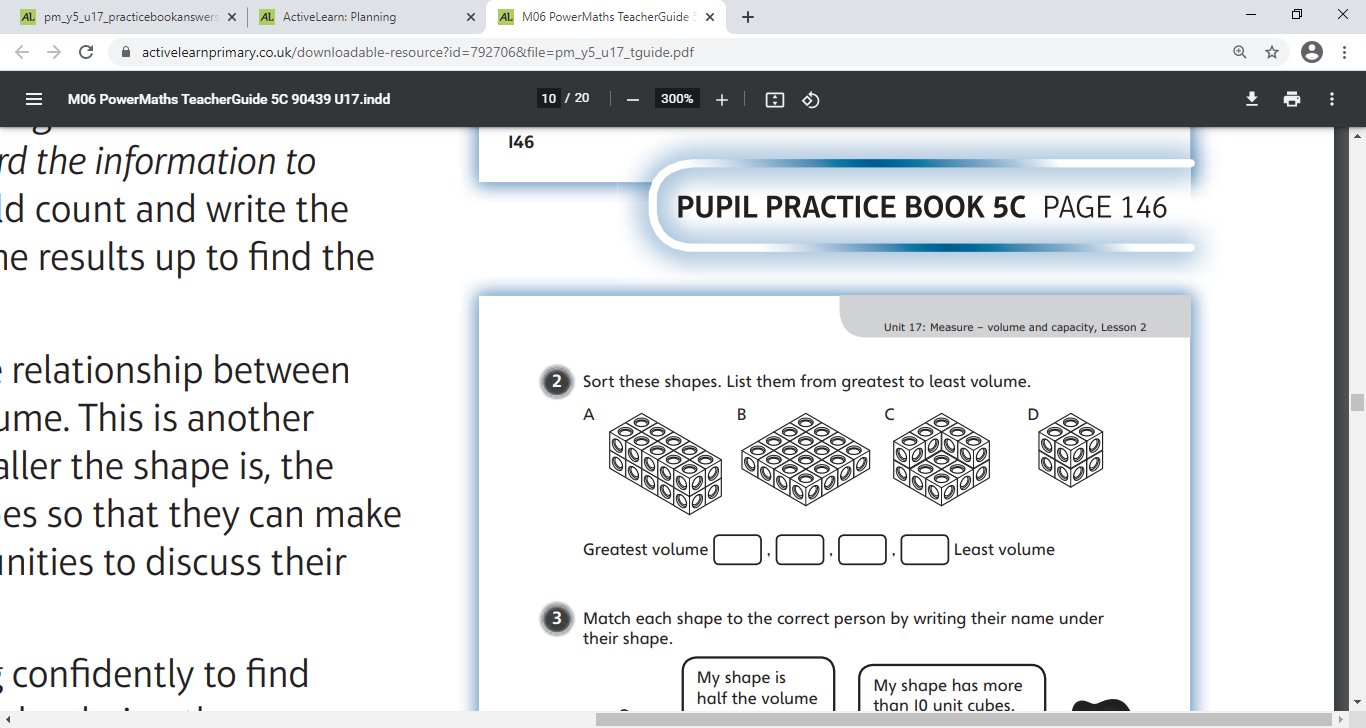 pm_y5_u17_practicebookanswers
ActiveLearn: Planning
M06 PowerMaths TeacherGuide 5
activelearnprimary.co.uk/downloadable-resource?id=792706&file=pm_y5_u17_tguide.pdf
M06 PowerMaths TeacherGuide 5C 90439 U17.indd
10 / 20
300%
rd the information to
ld count and write the
ne results up to find the
relationship between
ume. This is another
aller the shape is, the
es so that they can make
unities to discuss their
confidently to find
146
PUPIL PRACTICE BOOK 5C PAGE 146
Unit 17: Measure – volume and capacity, Lesson 2
2 Sort these shapes. List them from greatest to least volume.
A B C D
Greatest volume , , , Least volume
3 Match each shape to the correct person by writing their name under
their shape.
My shape is
half the volume
My shape has more
than 10 unit cubes.